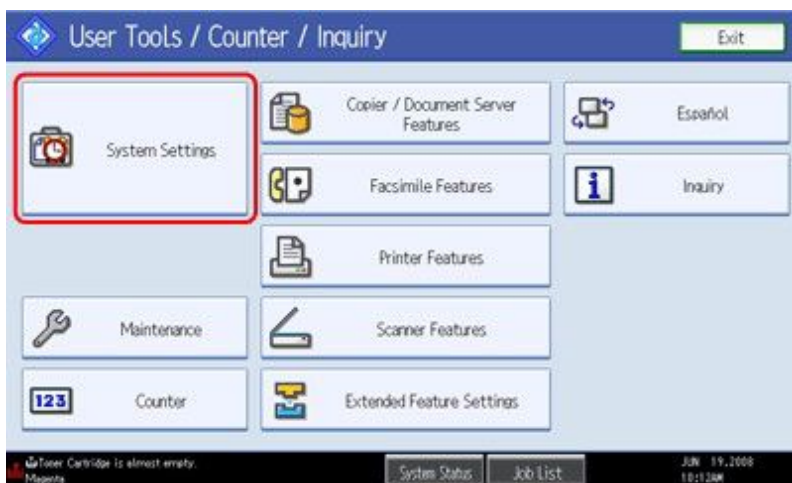 User Tools / Counter / Inquiry
Exit
System Settings
Copier / Document Server
Features
Español
Facsimile Features
Inquiry
Printer Features
Maintenance
Scanner Features
123
Counter
Extended Feature Settings
Toner Cartridge is almost empty.
Magenta
System Status
Job List
JUN 19,2008
10:12AM